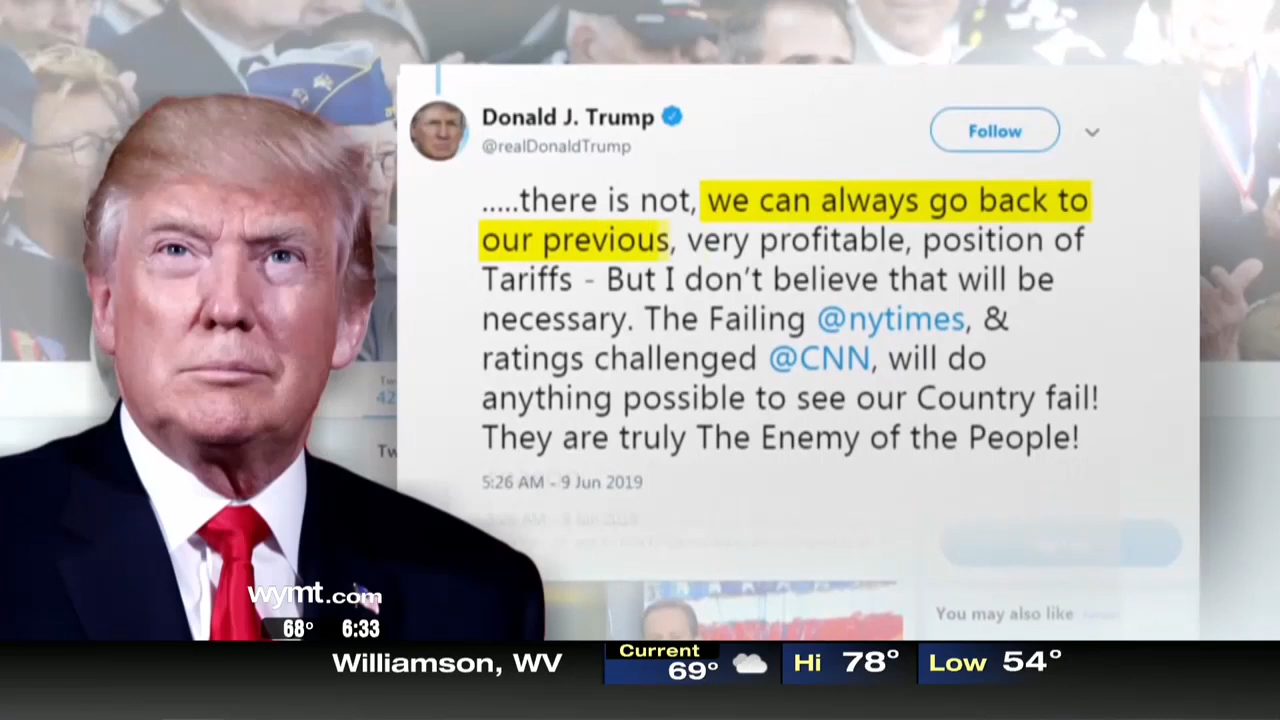 Donald J. Trump
@realDonaldTrump
Follow
.....there is not, we can always go back to
our previous, very profitable, position of
Tariffs - But I don't believe that will be
necessary. The Failing @nytimes, &
ratings challenged @CNN, will do
anything possible to see our Country fail!
They are truly The Enemy of the People!
5:26 AM - 9 Jun 2019
You may also like
wymt.com
68° 6:33
Williamson, WV
Current
69°
Hi 78°
Low 54°